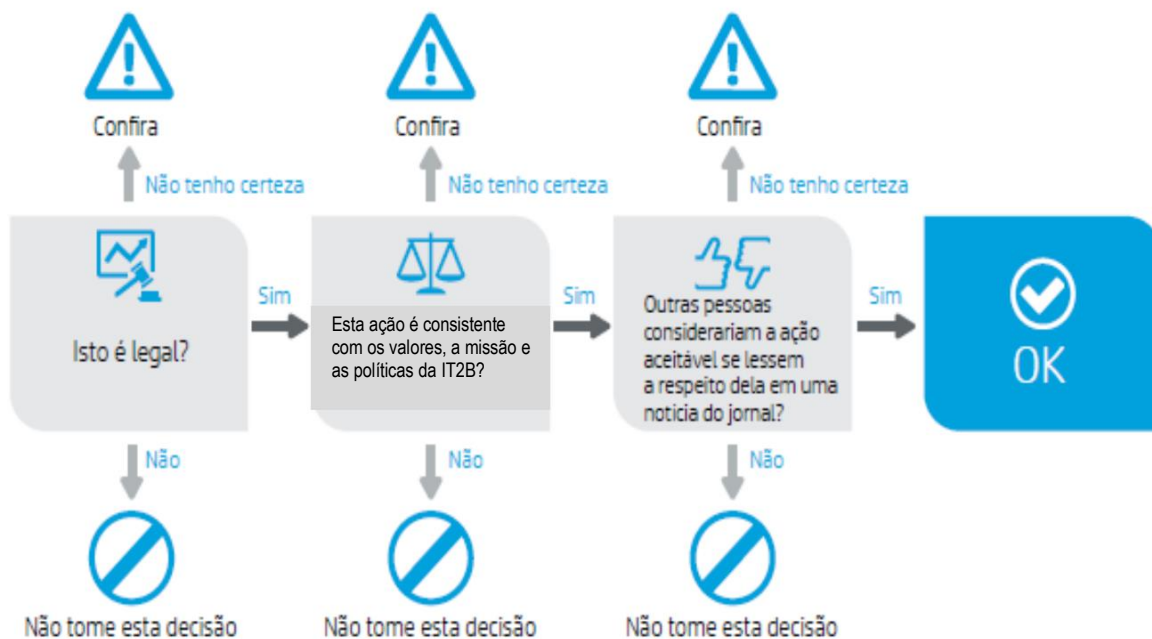 Confira
Confira
Confira
Não tenho certeza
Não tenho certeza
Não tenho certeza
Isto é legal?
Sim
Esta ação é consistente
com os valores, a missão e
as políticas da IT2B?
Sim
Outras pessoas
considerariam a ação
aceitável se lessem
a respeito dela em uma
noticia do jornal?
Sim
OK
Não
Não
Não
Não tome esta decisão
Não tome esta decisão
Não tome esta decisão